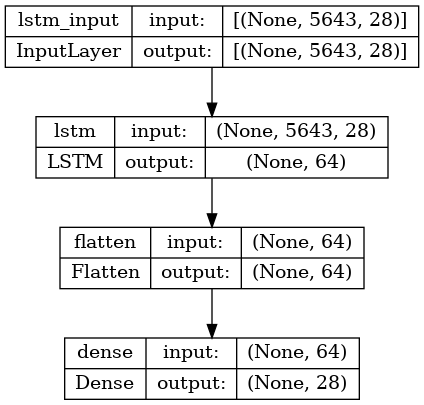 lstm_input input: [(None, 5643, 28)]
InputLayer output: [(None, 5643, 28)]
lstm input: (None, 5643, 28)
LSTM output: (None, 64)
flatten input: (None, 64)
Flatten output: (None, 64)
dense input: (None, 64)
Dense output: (None, 28)